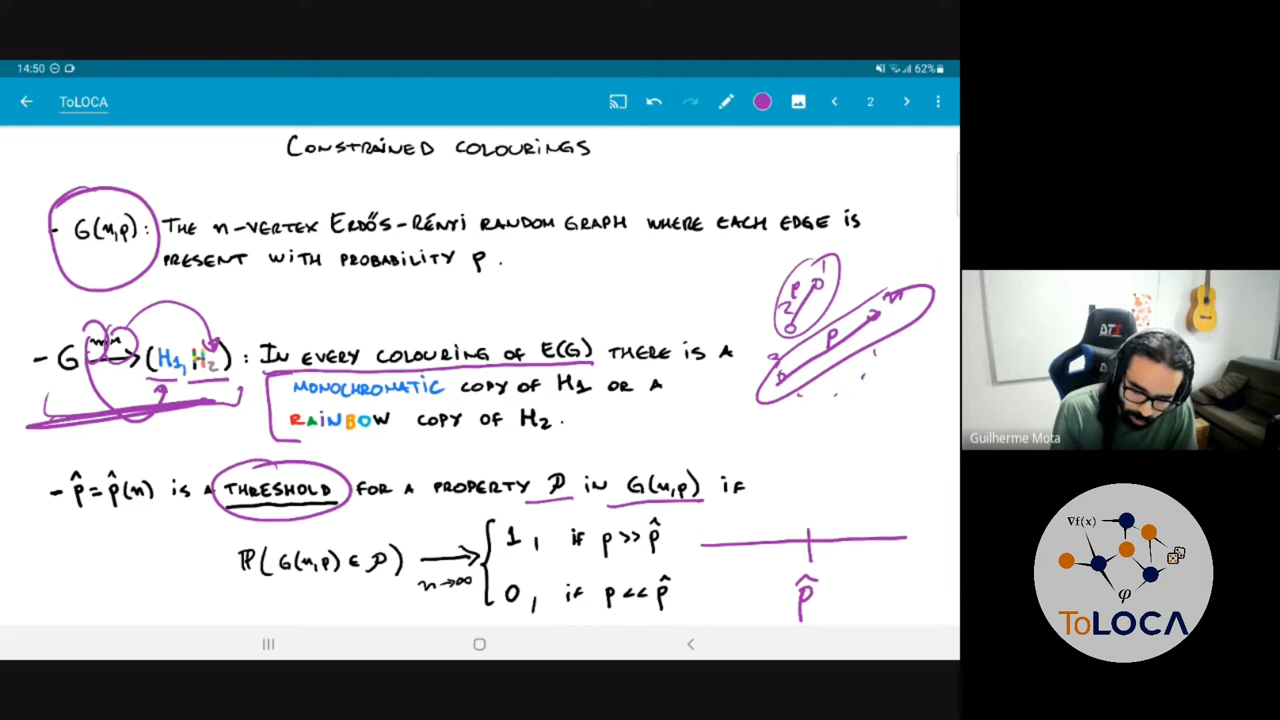 14:50
62%
ToLOCA
2
CONSTRAINED COLOURINGS
- G(n,p): THE n-VERTEX ERDŐS-RÉNYI RANDOM GRAPH WHERE EACH EDGE IS
PRESENT WITH PROBABILITY p.
- G → (H₁, H₂): IN EVERY COLOURING OF E(G) THERE IS A
MONOCHROMATIC COPY OF H₁ OR A
RAINBOW COPY OF H₂.
- p̂ = p̂(n) IS A THRESHOLD FOR A PROPERTY P IN G(n,p) IF
P(G(n,p) ∈ P) → n→∞ { 1, IF p >> p̂
0, IF p << p̂
p̂
DTS
Guilherme Mota
∇f(x)
φ
ToLOCA